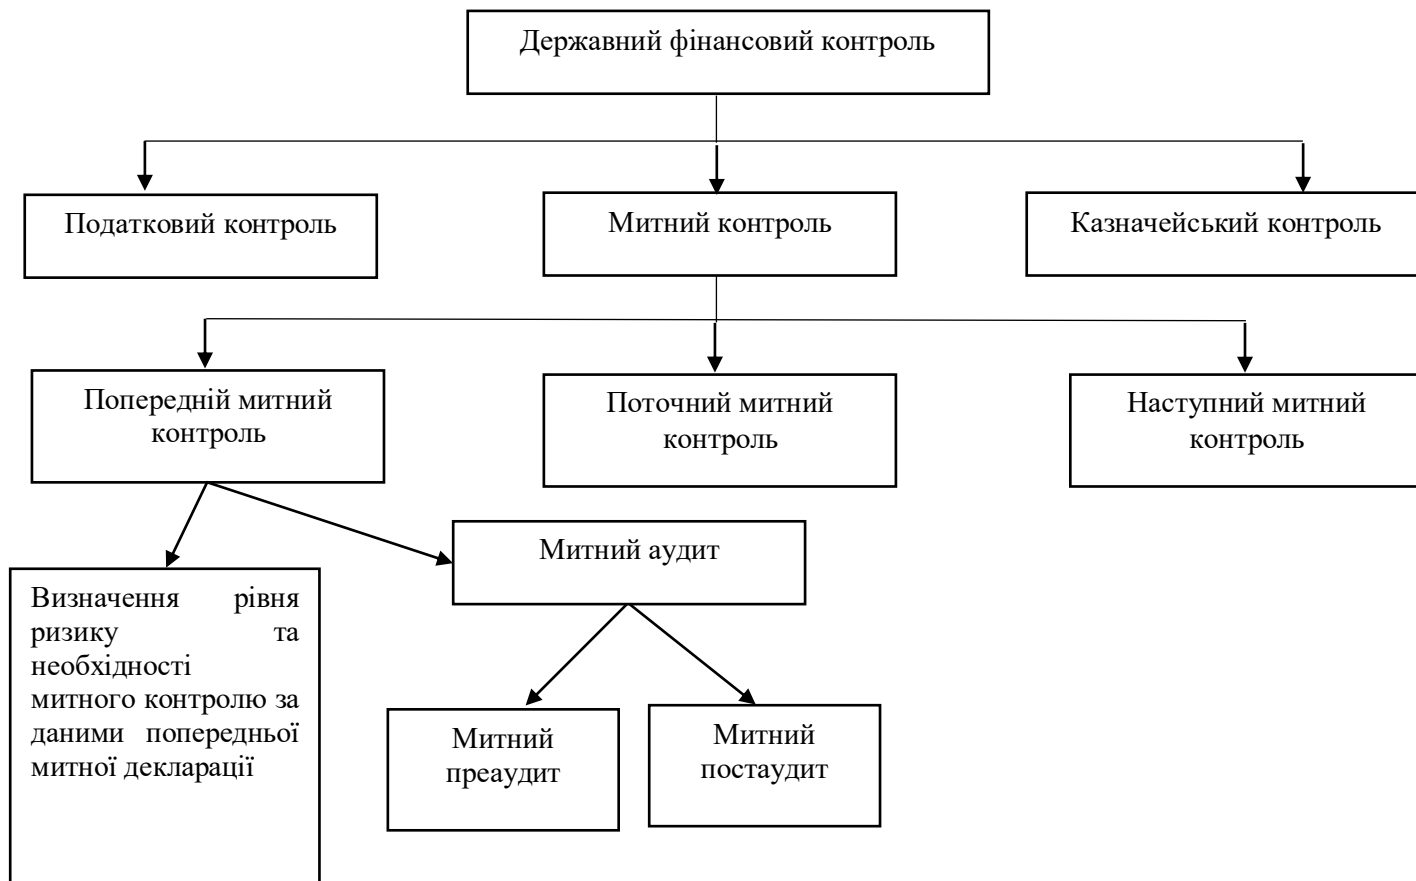 Державний фінансовий контроль
Податковий контроль
Митний контроль
Казначейський контроль
Попередній митний
контроль
Поточний митний
контроль
Наступний митний
контроль
Митний аудит
Визначення рівня
ризику та
необхідності
митного контролю за
даними попередньої
митної декларації
Митний
преаудит
Митний
постаудит